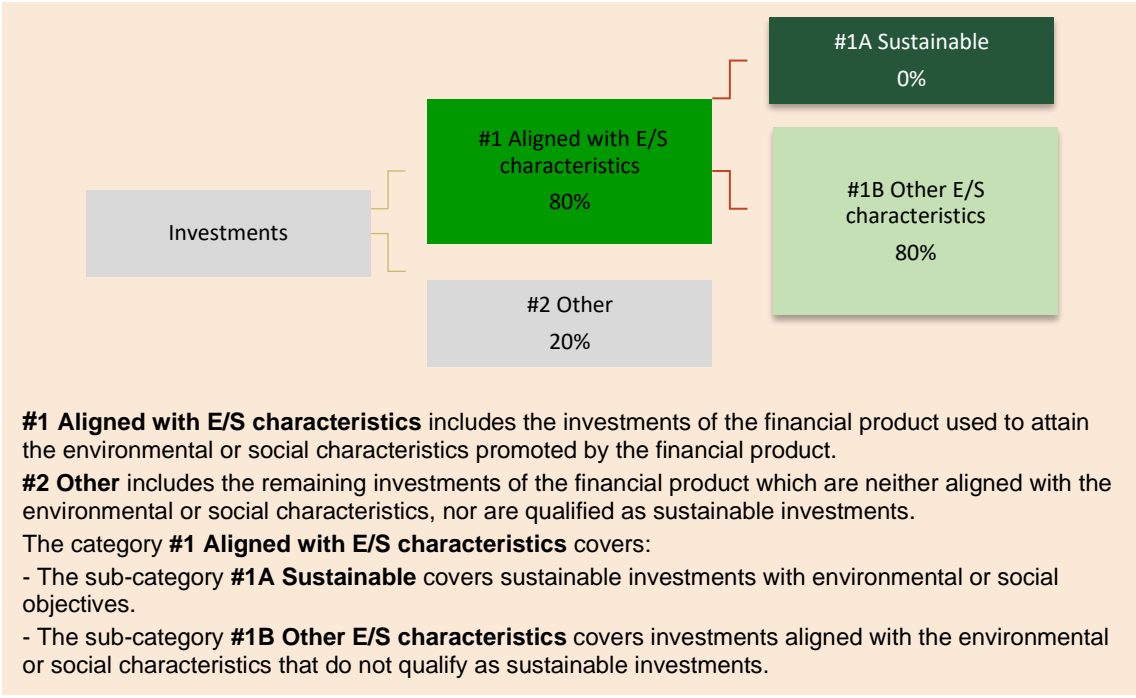 #1A Sustainable
0%
#1 Aligned with E/S
characteristics
80%
#1B Other E/S
characteristics
80%
Investments
#2 Other
20%
#1 Aligned with E/S characteristics includes the investments of the financial product used to attain
the environmental or social characteristics promoted by the financial product.
#2 Other includes the remaining investments of the financial product which are neither aligned with the
environmental or social characteristics, nor are qualified as sustainable investments.
The category #1 Aligned with E/S characteristics covers:
- The sub-category #1A Sustainable covers sustainable investments with environmental or social
objectives.
- The sub-category #1B Other E/S characteristics covers investments aligned with the environmental
or social characteristics that do not qualify as sustainable investments.